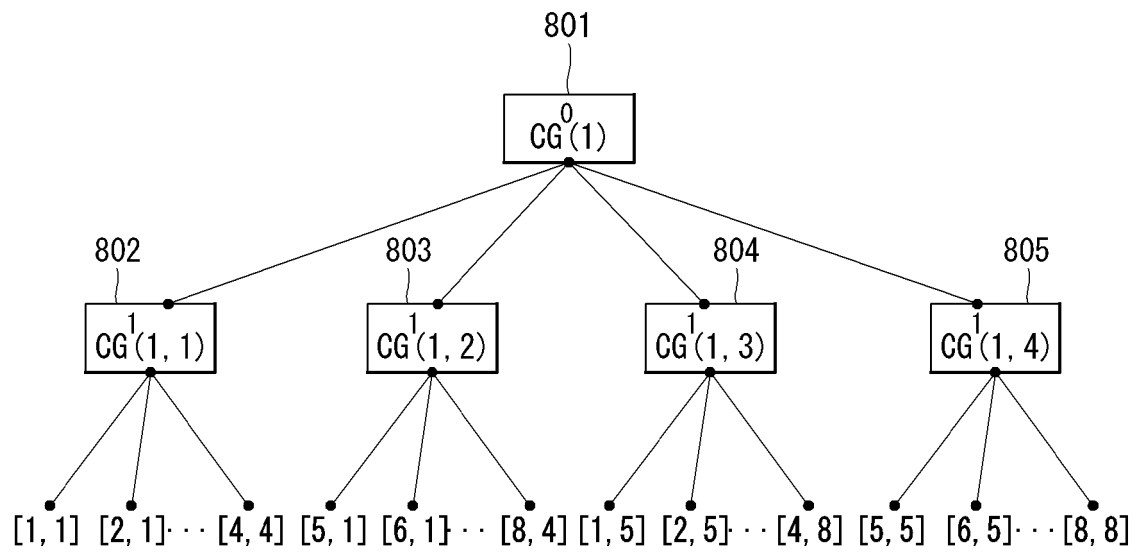 801
CG⁰(1)
802
803
804
805
CG¹(1, 1)
CG¹(1, 2)
CG¹(1, 3)
CG¹(1, 4)
[1, 1] [2, 1]··· [4, 4] [5, 1] [6, 1]··· [8, 4] [1, 5] [2, 5]··· [4, 8] [5, 5] [6, 5]··· [8, 8]